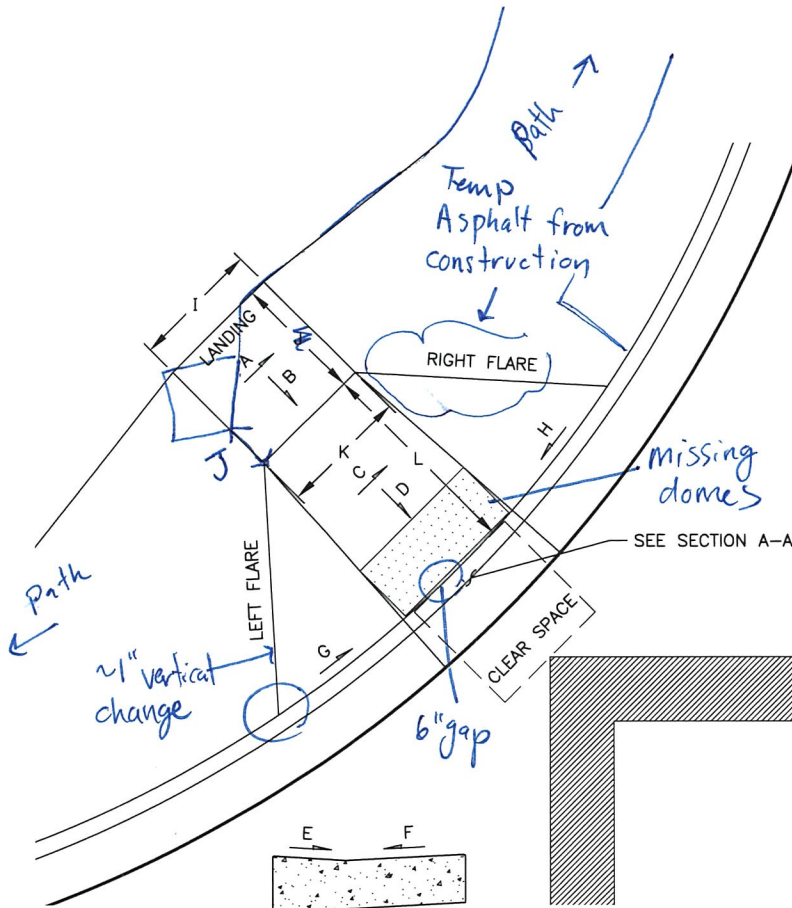 path
Temp
Asphalt from
construction
I
LANDING
A
B
RIGHT FLARE
H
J
K
L
C
D
missing
domes
SEE SECTION A-A
LEFT FLARE
path
CLEAR SPACE
G
~1" vertical
change
6" gap
E F